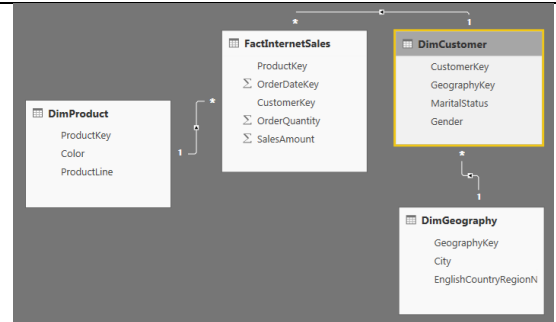 *
1
FactInternetSales
ProductKey
Σ OrderDateKey
CustomerKey
Σ OrderQuantity
Σ SalesAmount
DimCustomer
CustomerKey
GeographyKey
MaritalStatus
Gender
DimProduct
ProductKey
Color
ProductLine
*
1
*
1
DimGeography
GeographyKey
City
EnglishCountryRegionN